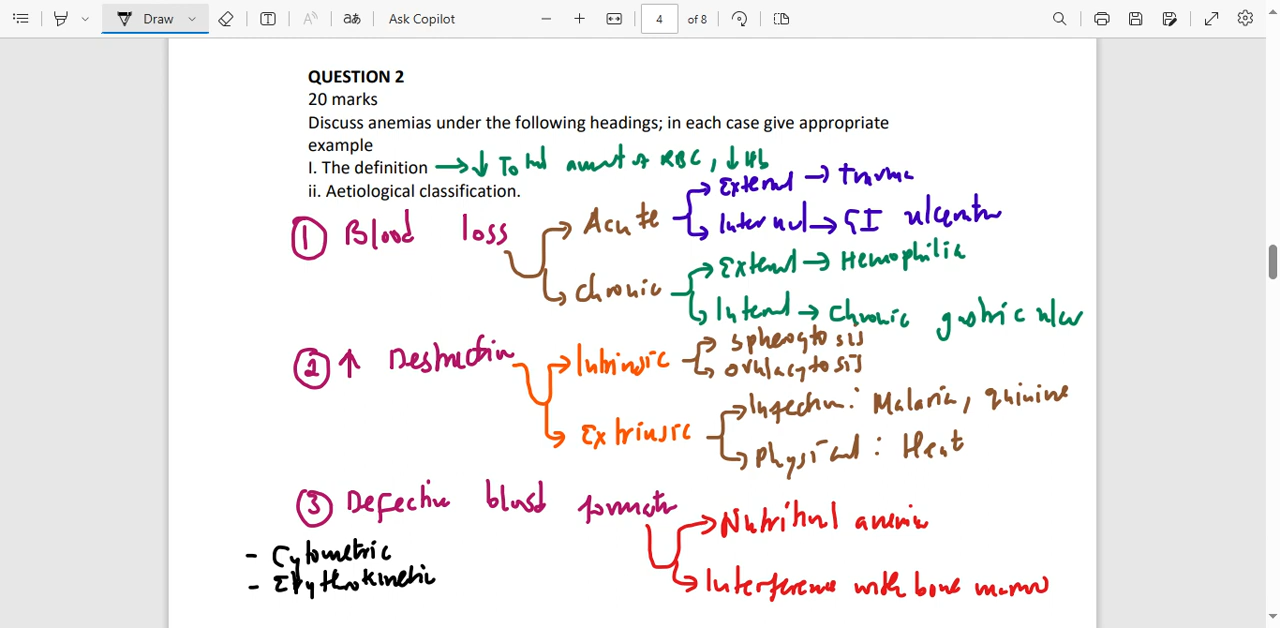 Draw
Ask Copilot
4 of 8
QUESTION 2
20 marks
Discuss anemias under the following headings; in each case give appropriate
example
I. The definition → ↓ Total amount of RBC, ↓ Hb
ii. Aetiological classification.
① Blood loss
Acute
External → trauma
Internal → GI ulceration
Chronic
External → Hemophilia
Internal → Chronic gastric ulcer
② ↑ Destruction
Intrinsic
Spherocytosis
Ovalacytosis
Extrinsic
Infection: Malaria, quinine
Physical: Heat
③ Defective blood formation
Nutritional anemia
Interference with bone marrow
- Cytometric
- Erythrokinetic